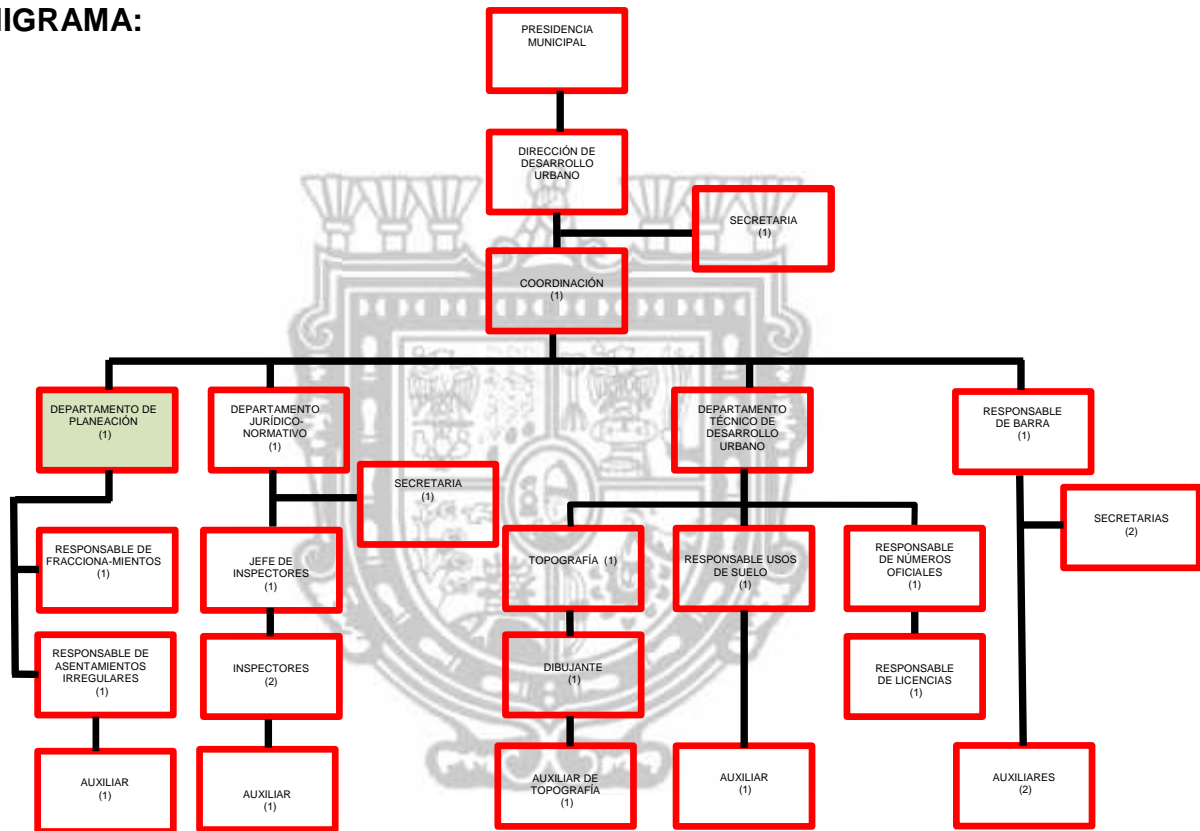 NIGRAMA:
PRESIDENCIA
MUNICIPAL
DIRECCIÓN DE
DESARROLLO
URBANO
SECRETARIA
(1)
COORDINACIÓN
(1)
DEPARTAMENTO DE
PLANEACIÓN
(1)
DEPARTAMENTO
JURÍDICO-
NORMATIVO
(1)
DEPARTAMENTO
TÉCNICO DE
DESARROLLO
URBANO
RESPONSABLE
DE BARRA
(1)
SECRETARIA
(1)
SECRETARIAS
(2)
RESPONSABLE DE
FRACCIONA-MIENTOS
(1)
JEFE DE
INSPECTORES
(1)
TOPOGRAFÍA (1)
RESPONSABLE USOS
DE SUELO
(1)
RESPONSABLE
DE NÚMEROS
OFICIALES
(1)
RESPONSABLE DE
ASENTAMIENTOS
IRREGULARES
(1)
INSPECTORES
(2)
DIBUJANTE
(1)
RESPONSABLE
DE LICENCIAS
(1)
AUXILIAR
(1)
AUXILIAR
(1)
AUXILIAR DE
TOPOGRAFÍA
(1)
AUXILIAR
(1)
AUXILIARES
(2)